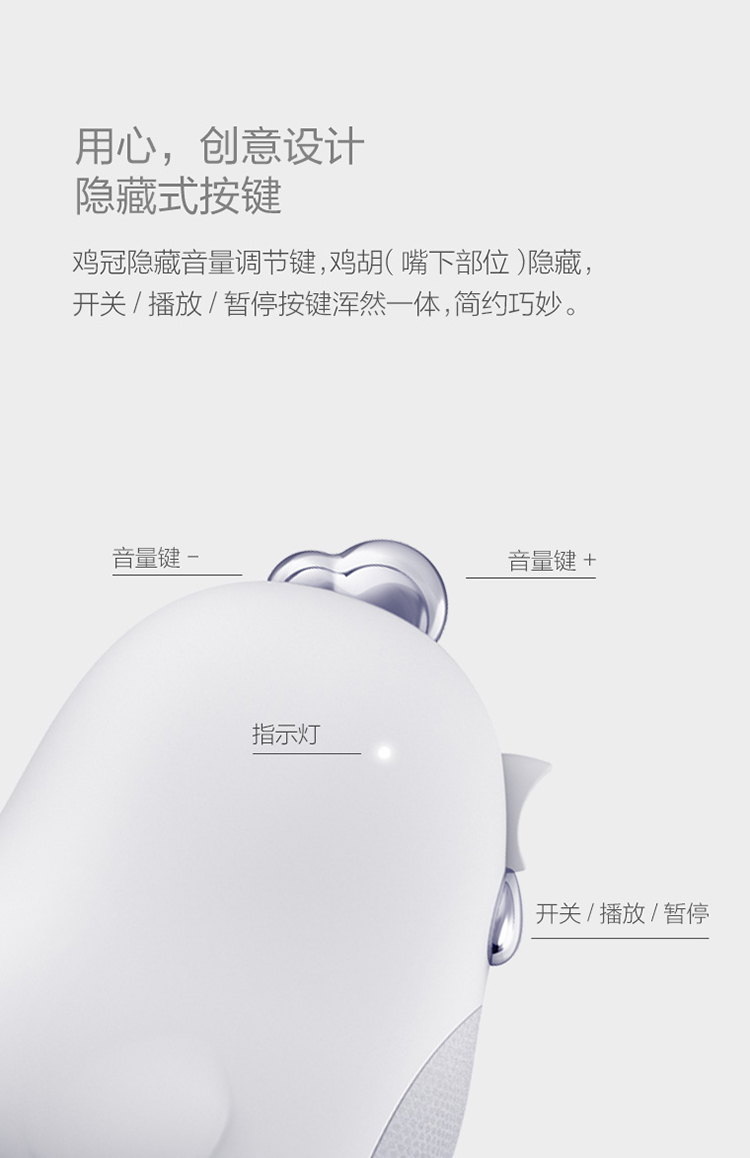 用心，创意设计
隐藏式按键
鸡冠隐藏音量调节键,鸡胡( 嘴下部位 )隐藏,
开关 / 播放 / 暂停按键浑然一体,简约巧妙。
音量键 −
音量键 +
指示灯
开关 / 播放 / 暂停